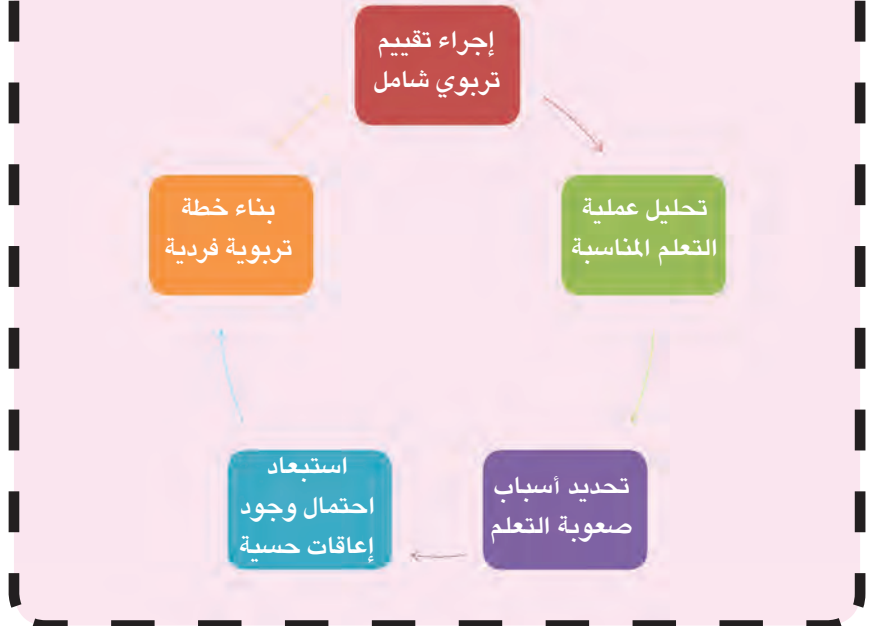 إجراء تقييم
تربوي شامل
تحليل عملية
التعلم المناسبة
تحديد أسباب
صعوبة التعلم
استبعاد
احتمال وجود
إعاقات حسية
بناء خطة
تربوية فردية